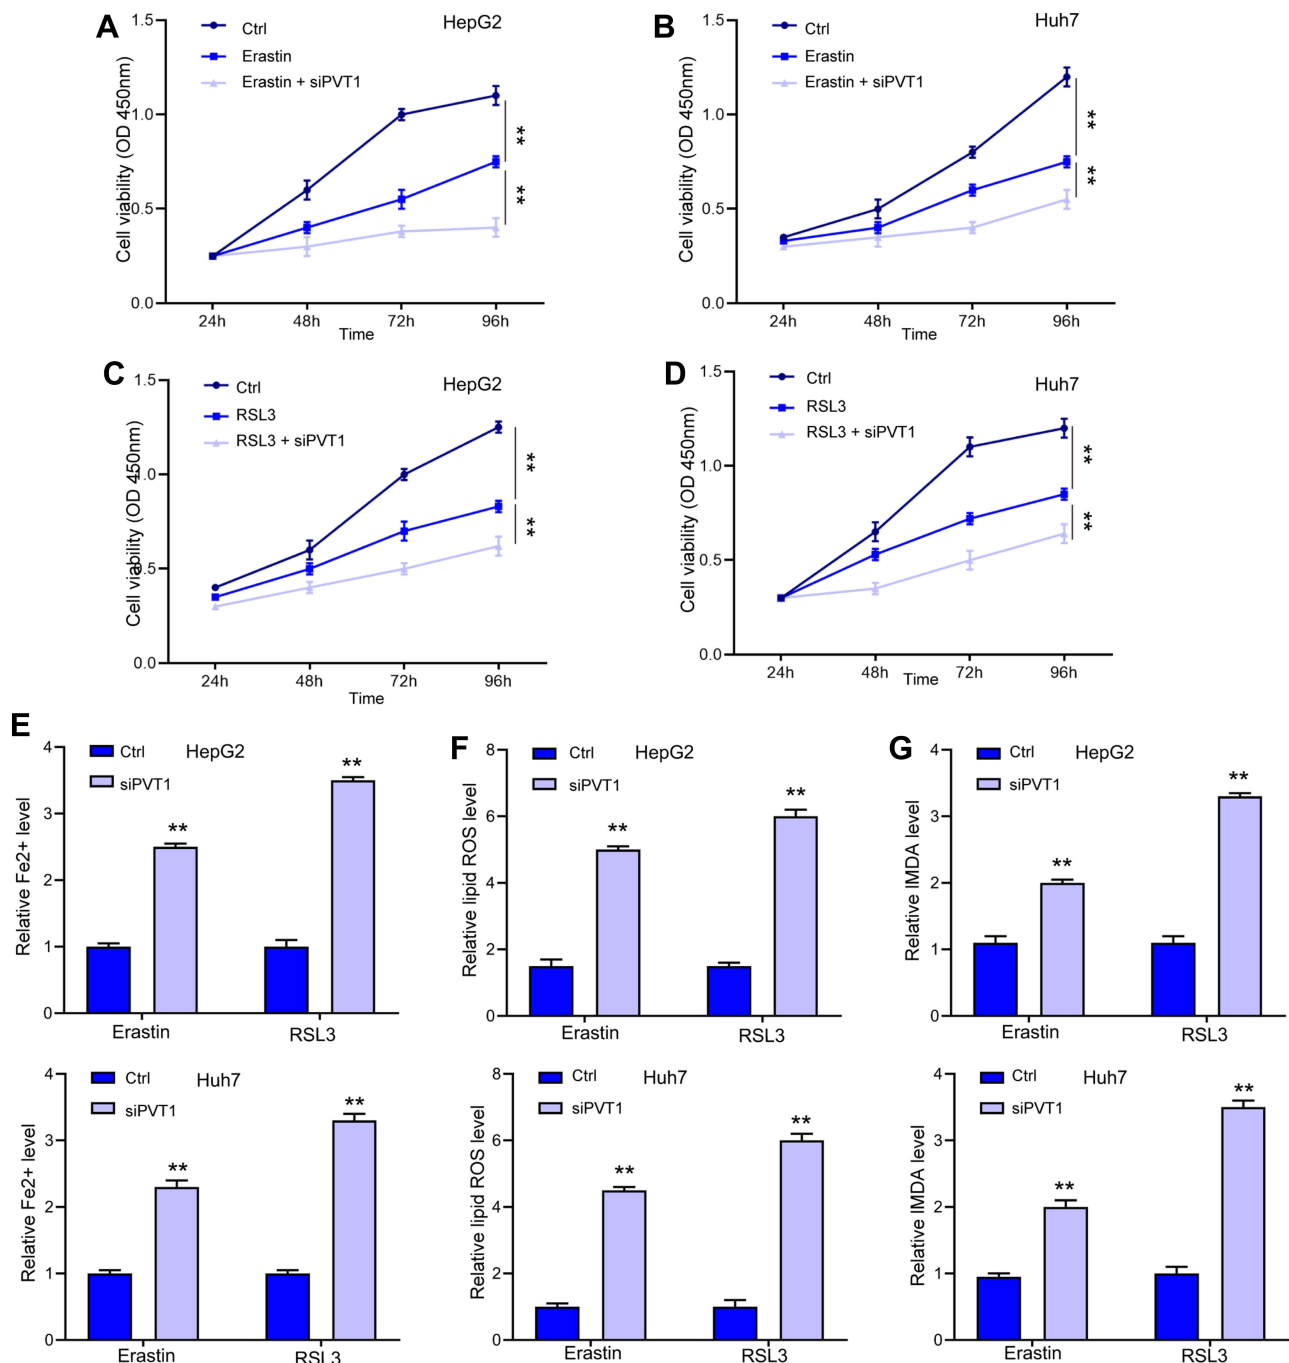 A
HepG2
Ctrl
Erastin
Erastin + siPVT1
Cell viability (OD 450nm)
1.5
1.0
0.5
0.0
**
**
24h 48h 72h 96h
Time
B
Huh7
Ctrl
Erastin
Erastin + siPVT1
Cell viability (OD 450nm)
1.5
1.0
0.5
0.0
**
**
24h 48h 72h 96h
Time
C
HepG2
Ctrl
RSL3
RSL3 + siPVT1
Cell viability (OD 450nm)
1.5
1.0
0.5
0.0
**
**
24h 48h 72h 96h
Time
D
Huh7
Ctrl
RSL3
RSL3 + siPVT1
Cell viability (OD 450nm)
1.5
1.0
0.5
0.0
**
**
24h 48h 72h 96h
Time
E
HepG2
Ctrl
siPVT1
Relative Fe2+ level
4
3
2
1
0
**
**
Erastin RSL3
F
HepG2
Ctrl
siPVT1
Relative lipid ROS level
8
6
4
2
0
**
**
Erastin RSL3
G
HepG2
Ctrl
siPVT1
Relative IMDA level
4
3
2
1
0
**
**
Erastin RSL3
Huh7
Ctrl
siPVT1
Relative Fe2+ level
4
3
2
1
0
**
**
Erastin RSL3
Huh7
Ctrl
siPVT1
Relative lipid ROS level
8
6
4
2
0
**
**
Erastin RSL3
Huh7
Ctrl
siPVT1
Relative IMDA level
4
3
2
1
0
**
**
Erastin RSL3